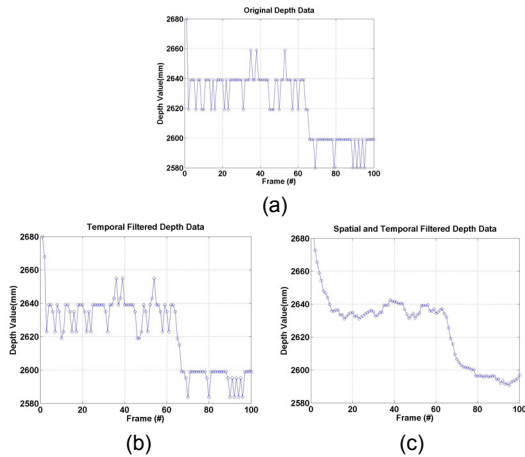 Original Depth Data
2680
2660
2640
2620
2600
2580
0 20 40 60 80 100
Depth Value(mm)
Frame (#)
(a)
Temporal Filtered Depth Data
2680
2660
2640
2620
2600
2580
0 20 40 60 80 100
Depth Value(mm)
Frame (#)
(b)
Spatial and Temporal Filtered Depth Data
2680
2660
2640
2620
2600
2580
0 20 40 60 80 100
Depth Value(mm)
Frame (#)
(c)